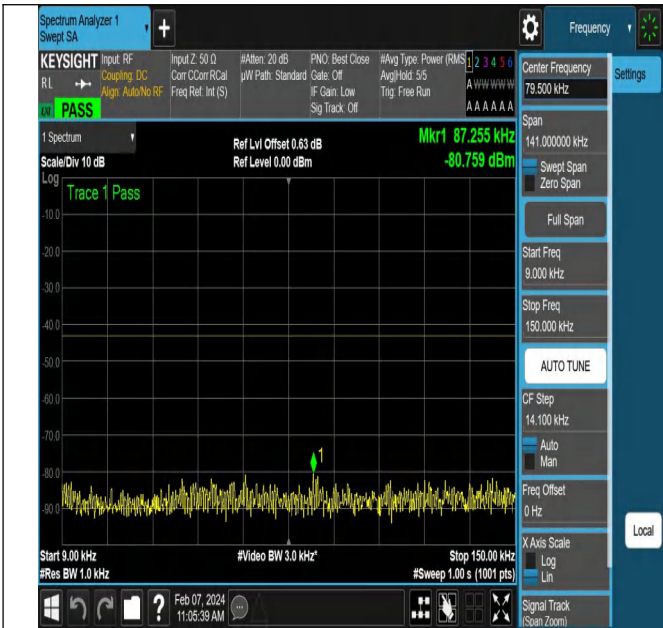 Spectrum Analyzer 1
Swept SA
+
Frequency
KEYSIGHT
RL
PASS
Input: RF
Coupling: DC
Align: Auto/No RF
Input Z: 50 Ω
Corr CCorr RCal
Freq Ref: Int (S)
#Atten: 20 dB
µW Path: Standard
PNO: Best Close
Gate: Off
IF Gain: Low
Sig Track: Off
#Avg Type: Power (RMS
Avg|Hold: 5/5
Trig: Free Run
1 2 3 4 5 6
A W W W W W
A A A A A A
1 Spectrum
Scale/Div 10 dB
Ref Lvl Offset 0.63 dB
Ref Level 0.00 dBm
Mkr1 87.255 kHz
-80.759 dBm
Log
Trace 1 Pass
-10.0
-20.0
-30.0
-40.0
-50.0
-60.0
-70.0
-80.0
-90.0
1
Start 9.00 kHz
#Res BW 1.0 kHz
#Video BW 3.0 kHz*
Stop 150.00 kHz
#Sweep 1.00 s (1001 pts)
?
Feb 07, 2024
11:05:39 AM
Center Frequency
79.500 kHz
Span
141.000000 kHz
Swept Span
Zero Span
Full Span
Start Freq
9.000 kHz
Stop Freq
150.000 kHz
AUTO TUNE
CF Step
14.100 kHz
Auto
Man
Freq Offset
0 Hz
X Axis Scale
Log
Lin
Signal Track
(Span Zoom)
Settings
Local